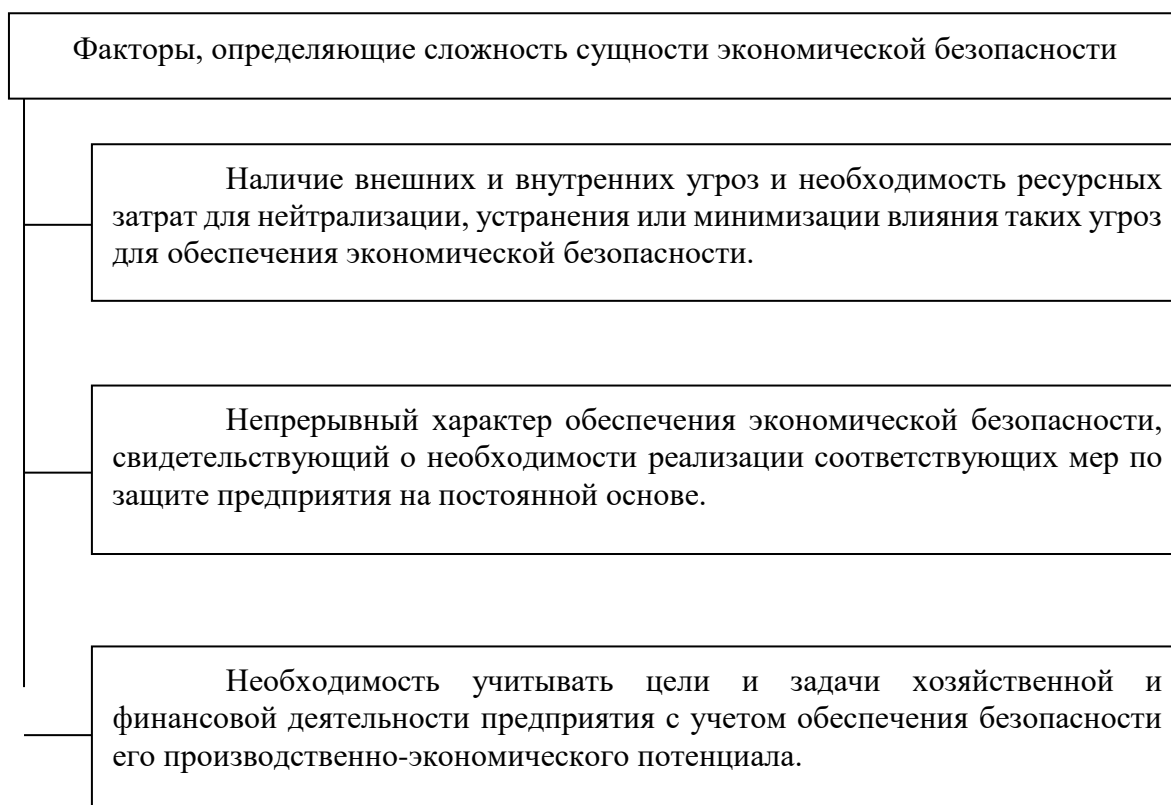 Факторы, определяющие сложность сущности экономической безопасности
Наличие внешних и внутренних угроз и необходимость ресурсных
затрат для нейтрализации, устранения или минимизации влияния таких угроз
для обеспечения экономической безопасности.
Непрерывный характер обеспечения экономической безопасности,
свидетельствующий о необходимости реализации соответствующих мер по
защите предприятия на постоянной основе.
Необходимость учитывать цели и задачи хозяйственной и
финансовой деятельности предприятия с учетом обеспечения безопасности
его производственно-экономического потенциала.